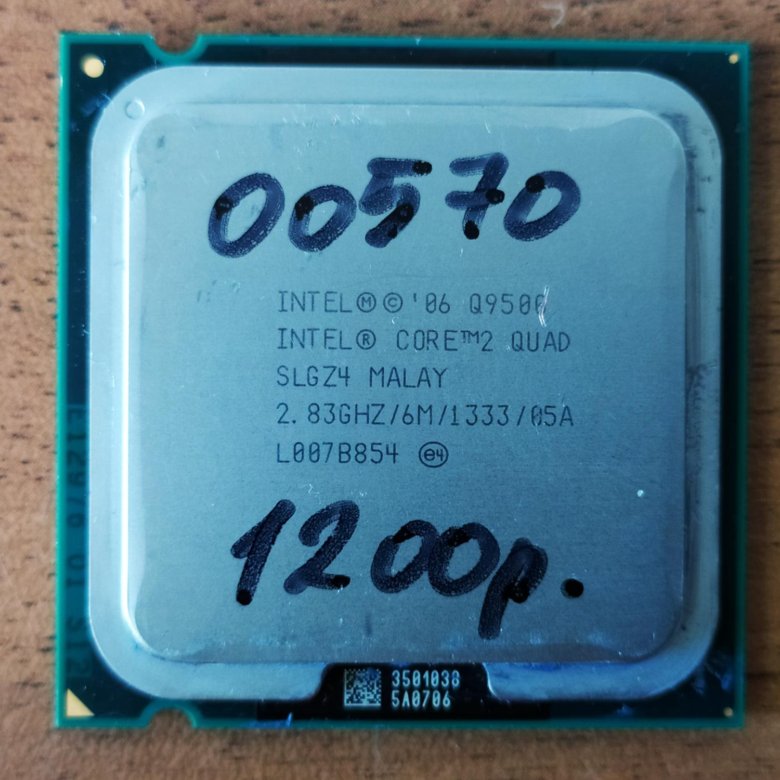 00570
INTEL Ⓜ © '06 Q9500
INTEL® CORE™2 QUAD
SLGZ4 MALAY
2.83GHZ/6M/1333/05A
L007B854 e4
1200р.
3501038
5A0706